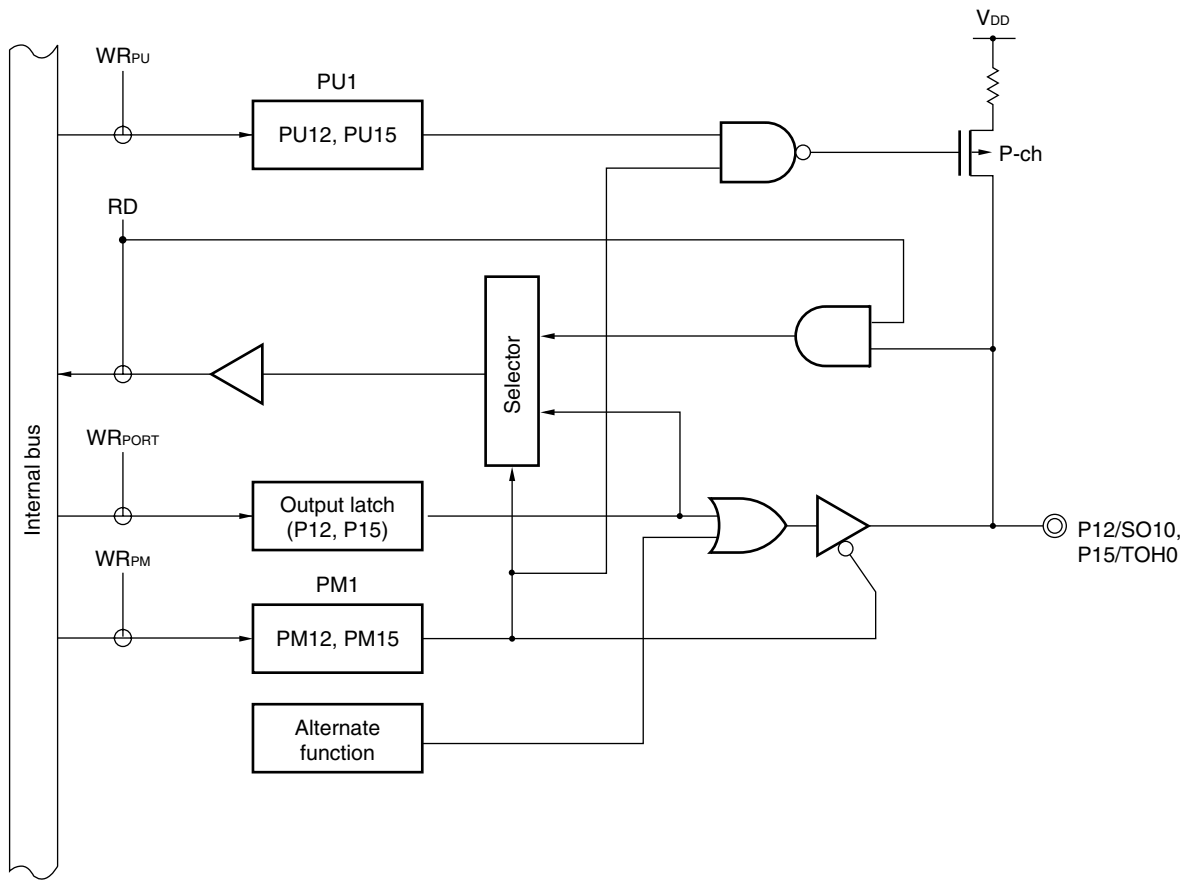 VDD
WRPU
PU1
PU12, PU15
P-ch
RD
Selector
WRPORT
Internal bus
Output latch
(P12, P15)
P12/SO10,
P15/TOH0
WRPM
PM1
PM12, PM15
Alternate
function